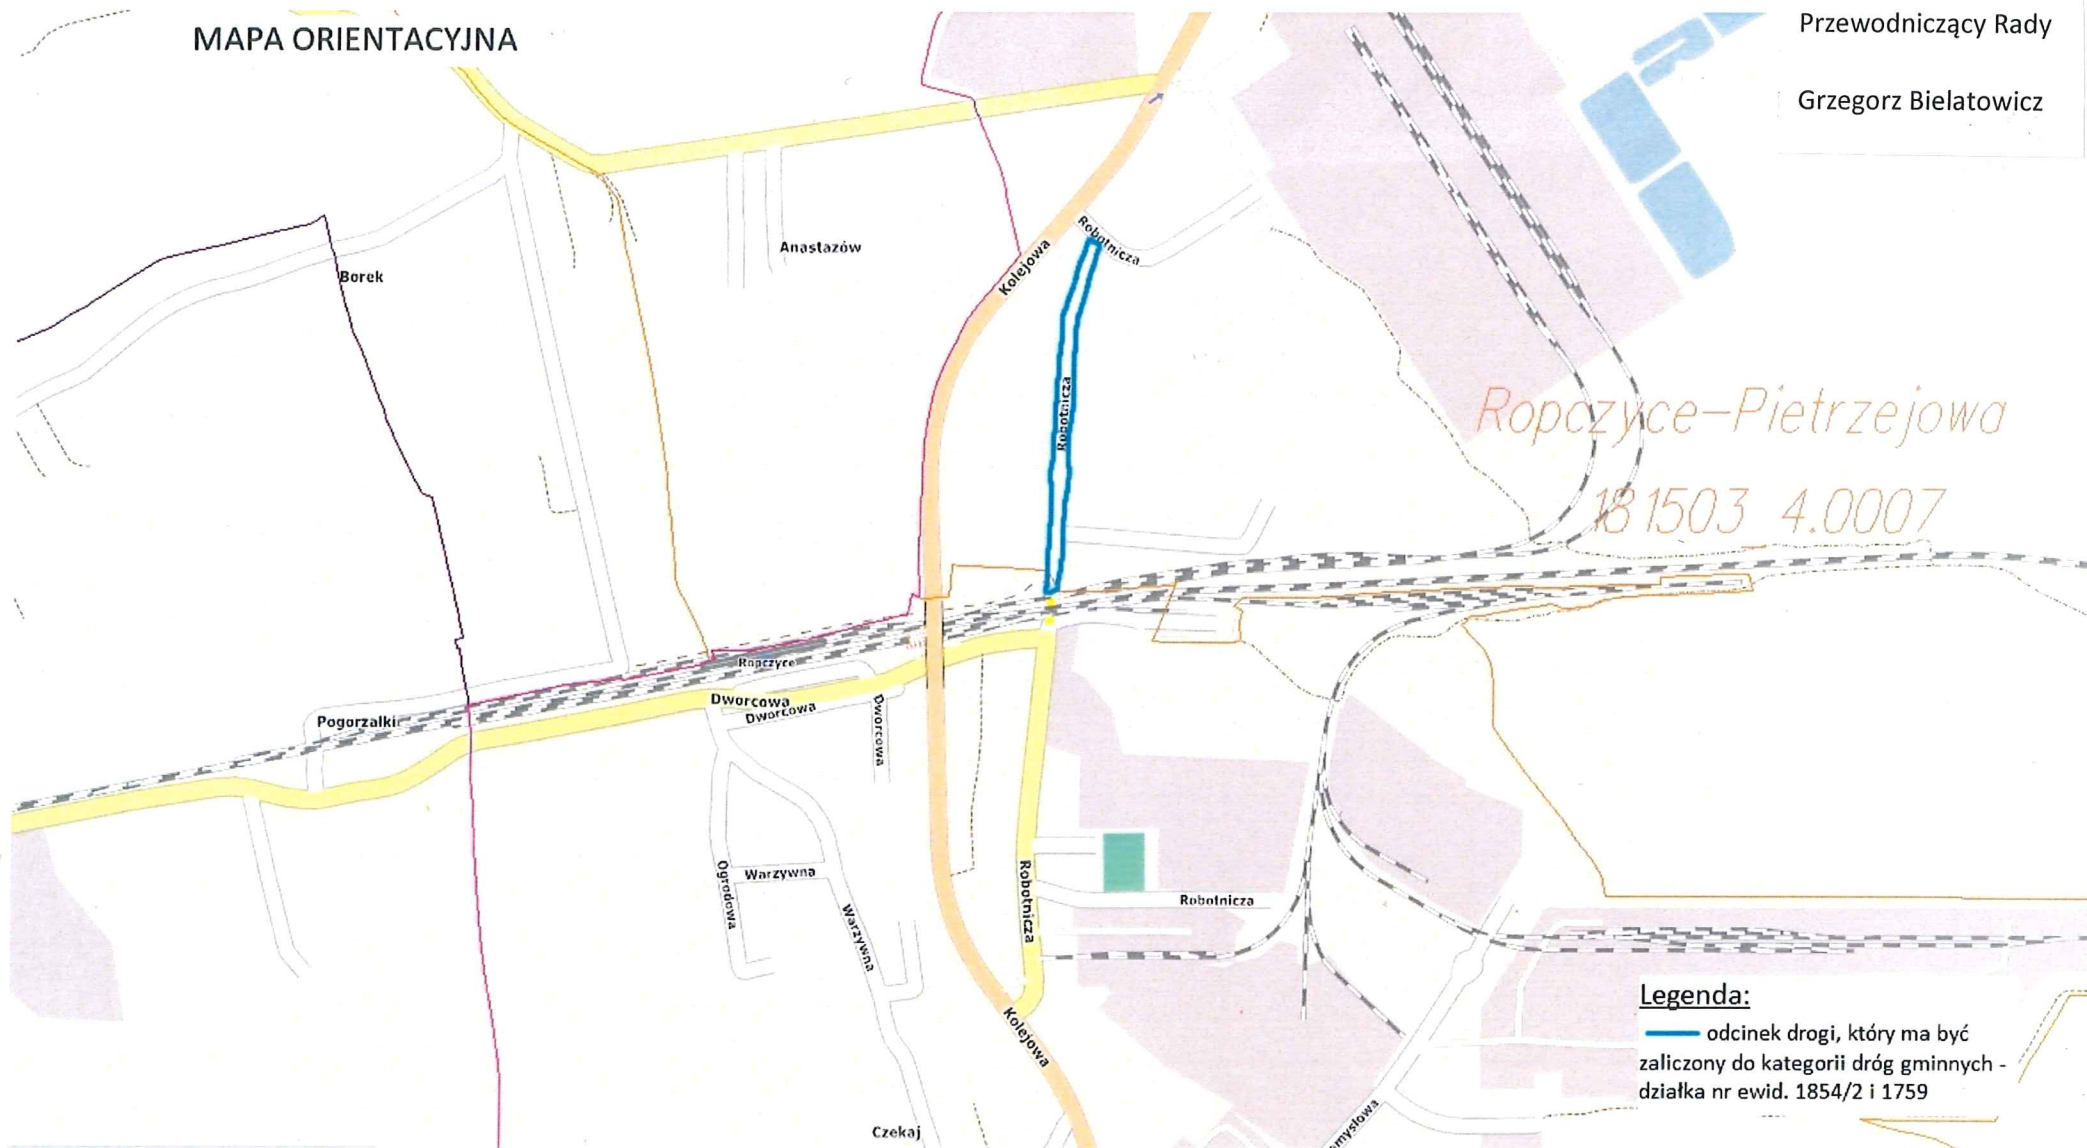 MAPA ORIENTACYJNA
Przewodniczący Rady
Grzegorz Bielatowicz
Robotnicza
Anastazów
Kolejowa
Borek
Robotnicza
Ropczyce-Pietrzejowa
181503_4.0007
Ropczyce
Dworcowa
Dworcowa
Dworcowa
Pogorzałki
Ogrodowa
Warzywna
Warzywna
Robotnicza
Robotnicza
Kolejowa
Czekaj
mysłowa
Legenda:
odcinek drogi, który ma być
zaliczony do kategorii dróg gminnych -
działka nr ewid. 1854/2 i 1759